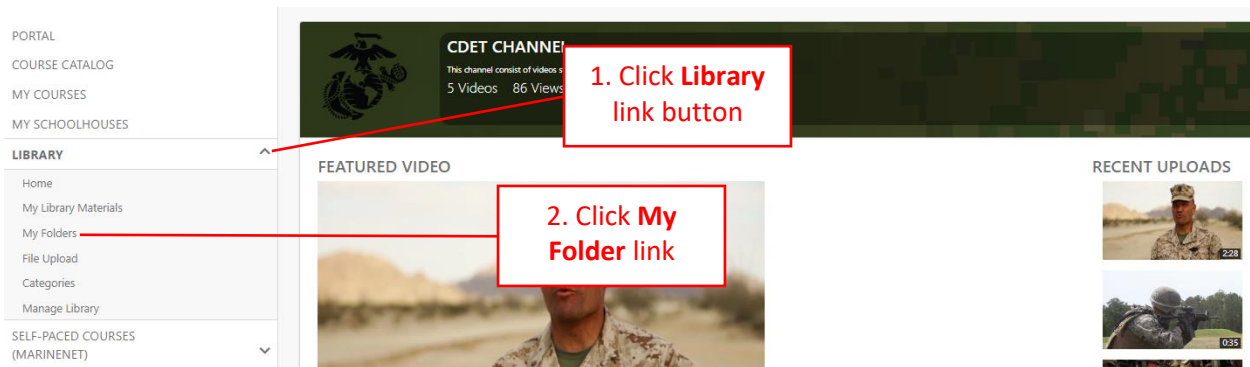 PORTAL
COURSE CATALOG
MY COURSES
MY SCHOOLHOUSES
LIBRARY
Home
My Library Materials
My Folders
File Upload
Categories
Manage Library
SELF-PACED COURSES
(MARINENET)
CDET CHANNEL
This channel consist of videos
5 Videos 86 Views
1. Click Library
link button
FEATURED VIDEO
2. Click My
Folder link
RECENT UPLOADS
2:28
0:35